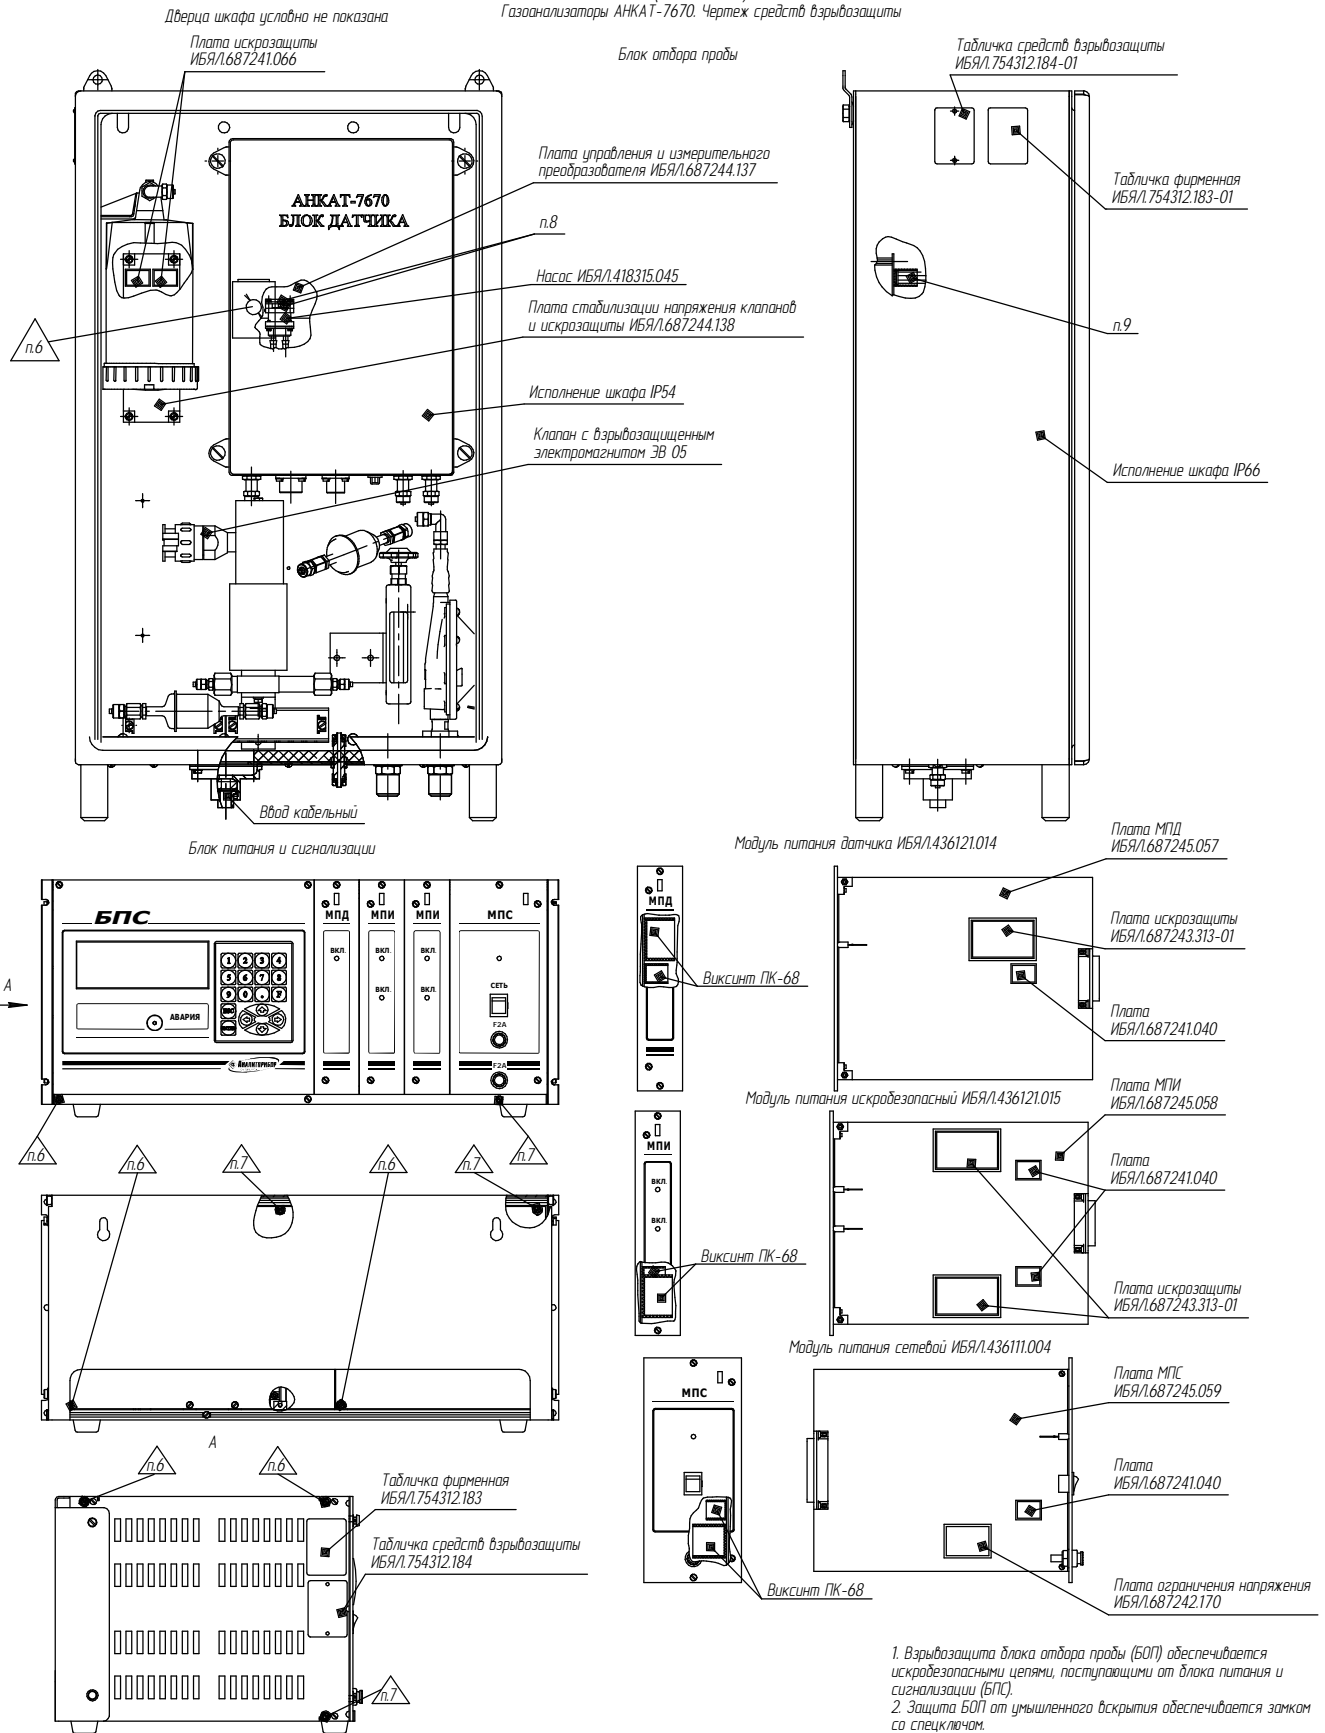 Газоанализаторы АНКАТ-7670. Чертеж средств взрывозащиты
Дверца шкафа условно не показана
Плата искрозащиты
ИБЯЛ.687241.066
Блок отбора пробы
Табличка средств взрывозащиты
ИБЯЛ.754312.184-01
Плата управления и измерительного
преобразователя ИБЯЛ.687244.137
АНКАТ-7670
БЛОК ДАТЧИКА
Табличка фирменная
ИБЯЛ.754312.183-01
п.8
Насос ИБЯЛ.418315.045
Плата стабилизации напряжения клапанов
и искрозащиты ИБЯЛ.687244.138
п.9
п.6
Исполнение шкафа IP54
Клапан с взрывозащищенным
электромагнитом ЭВ 05
Исполнение шкафа IP66
Ввод кабельный
Блок питания и сигнализации
Модуль питания датчика ИБЯЛ.436121.014
Плата МПД
ИБЯЛ.687245.057
БПС
МПД
МПИ
МПИ
МПС
ВКЛ.
ВКЛ.
ВКЛ.
ВКЛ.
ВКЛ.
СЕТЬ
F2A
F2A
1 2 3 4
5 6 7 8
9 0 .
АВАРИЯ
АНАЛИТПРИБОР
А
МПД
Виксинт ПК-68
Плата искрозащиты
ИБЯЛ.687243.313-01
Плата
ИБЯЛ.687241.040
Модуль питания искробезопасный ИБЯЛ.436121.015
Плата МПИ
ИБЯЛ.687245.058
п.6
п.6
п.7
п.6
п.7
п.7
МПИ
ВКЛ.
ВКЛ.
Виксинт ПК-68
Плата
ИБЯЛ.687241.040
Плата искрозащиты
ИБЯЛ.687243.313-01
Модуль питания сетевой ИБЯЛ.436111.004
МПС
Плата МПС
ИБЯЛ.687245.059
Плата
ИБЯЛ.687241.040
Виксинт ПК-68
Плата ограничения напряжения
ИБЯЛ.687242.170
А
п.6
п.6
Табличка фирменная
ИБЯЛ.754312.183
Табличка средств взрывозащиты
ИБЯЛ.754312.184
п.7
1. Взрывозащита блока отбора пробы (БОП) обеспечивается
искробезопасными цепями, поступающими от блока питания и
сигнализации (БПС).
2. Защита БОП от умышленного вскрытия обеспечивается замком
со спецключом.